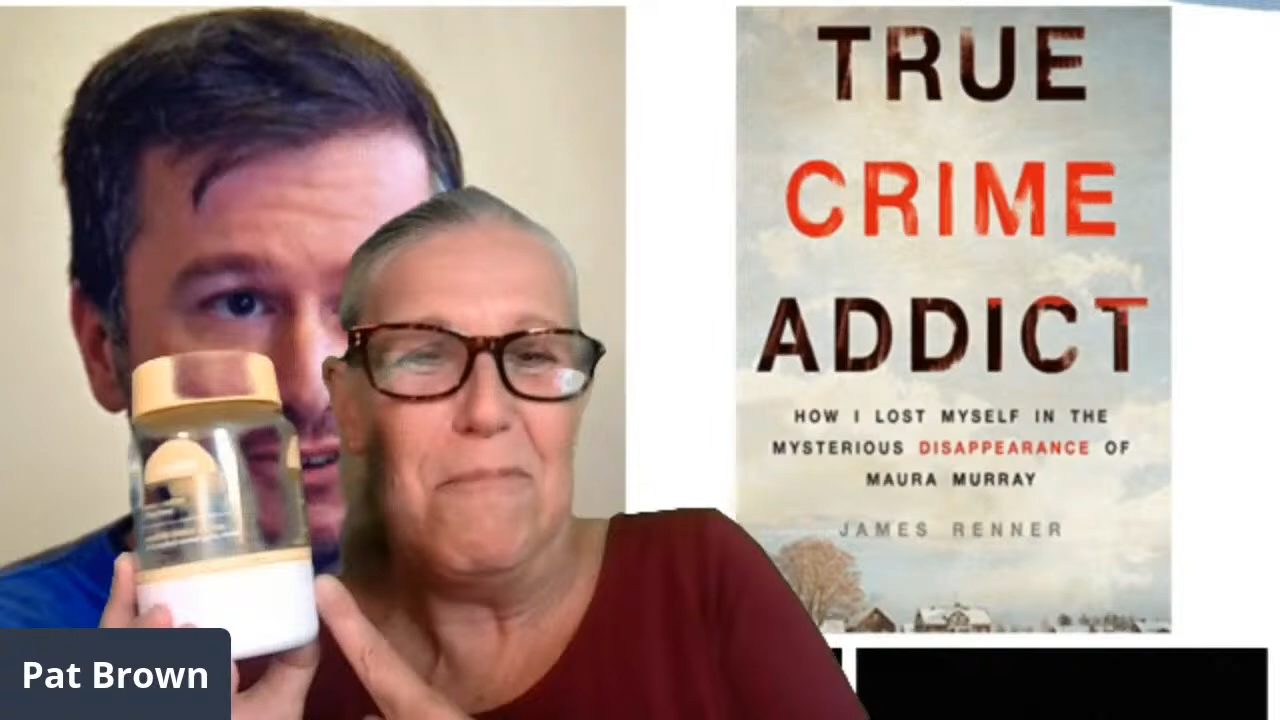 TRUE
CRIME
ADDICT
HOW I LOST MYSELF IN THE
MYSTERIOUS DISAPPEARANCE OF
MAURA MURRAY
JAMES RENNER
Pat Brown